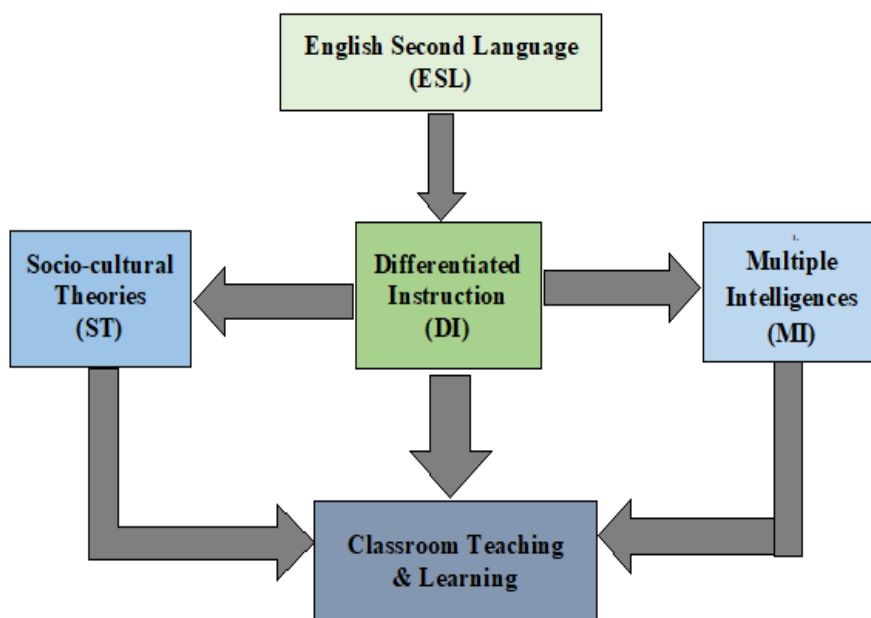 English Second Language
(ESL)
Socio-cultural
Theories
(ST)
Differentiated
Instruction
(DI)
Multiple
Intelligences
(MI)
Classroom Teaching
& Learning